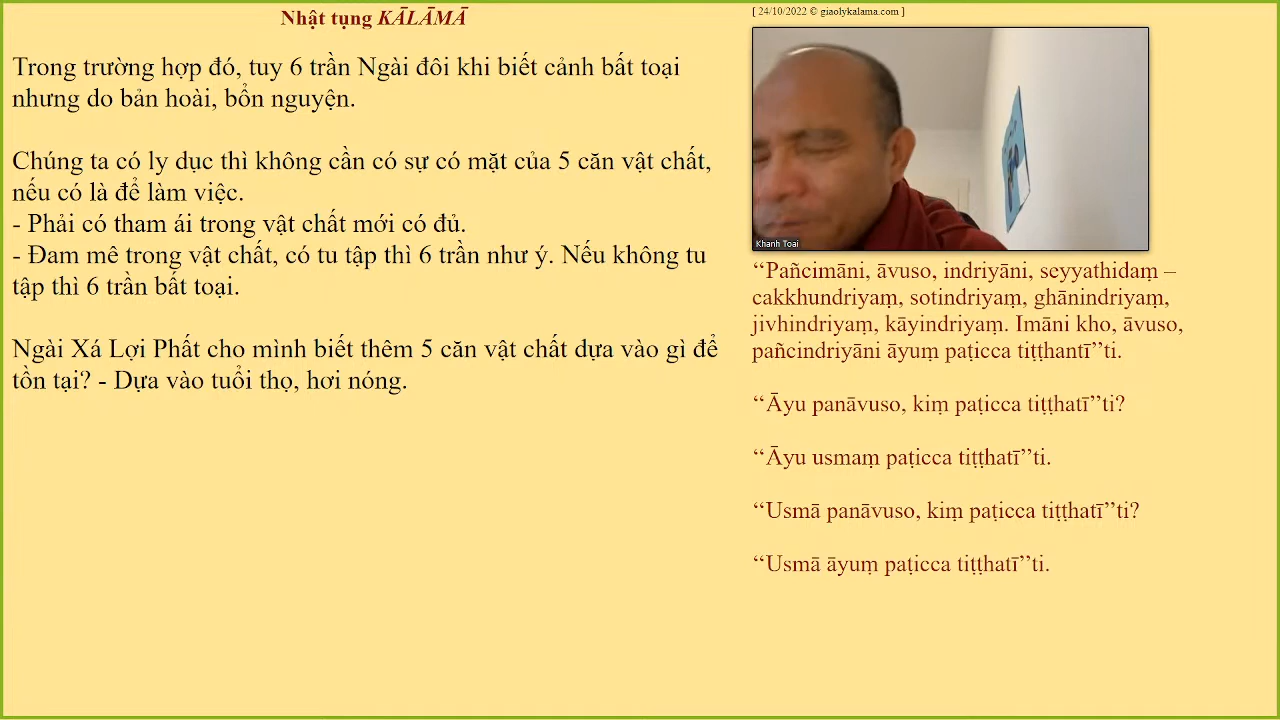 Nhật tụng KĀLĀMĀ
Trong trường hợp đó, tuy 6 trần Ngài đôi khi biết cảnh bất toại
nhưng do bản hoài, bổn nguyện.
Chúng ta có ly dục thì không cần có sự có mặt của 5 căn vật chất,
nếu có là để làm việc.
- Phải có tham ái trong vật chất mới có đủ.
- Đam mê trong vật chất, có tu tập thì 6 trần như ý. Nếu không tu
tập thì 6 trần bất toại.
Ngài Xá Lợi Phất cho mình biết thêm 5 căn vật chất dựa vào gì để
tồn tại? - Dựa vào tuổi thọ, hơi nóng.
[ 24/10/2022 © giaolykalama.com ]
Khanh Toai
“Pañcimāni, āvuso, indriyāni, seyyathidaṃ –
cakkhundriyaṃ, sotindriyaṃ, ghānindriyaṃ,
jivhindriyaṃ, kāyindriyaṃ. Imāni kho, āvuso,
pañcindriyāni āyuṃ paṭicca tiṭṭhantī”ti.
“Āyu panāvuso, kiṃ paṭicca tiṭṭhatī”ti?
“Āyu usmaṃ paṭicca tiṭṭhatī”ti.
“Usmā panāvuso, kiṃ paṭicca tiṭṭhatī”ti?
“Usmā āyuṃ paṭicca tiṭṭhatī”ti.